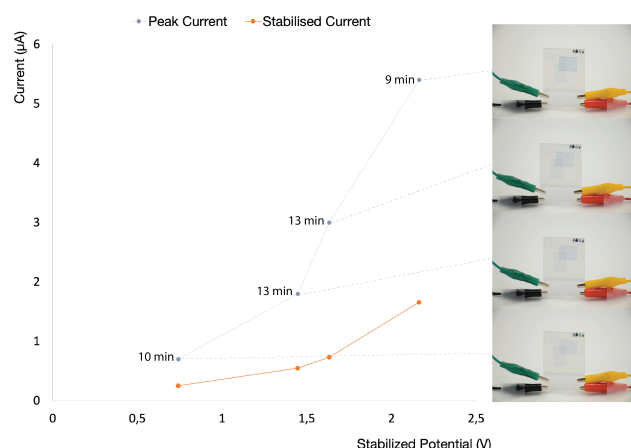 Peak Current Stabilised Current
Current (µA)
6
5
4
3
2
1
0
9 min
13 min
13 min
10 min
0 0,5 1 1,5 2 2,5
Stabilized Potential (V)